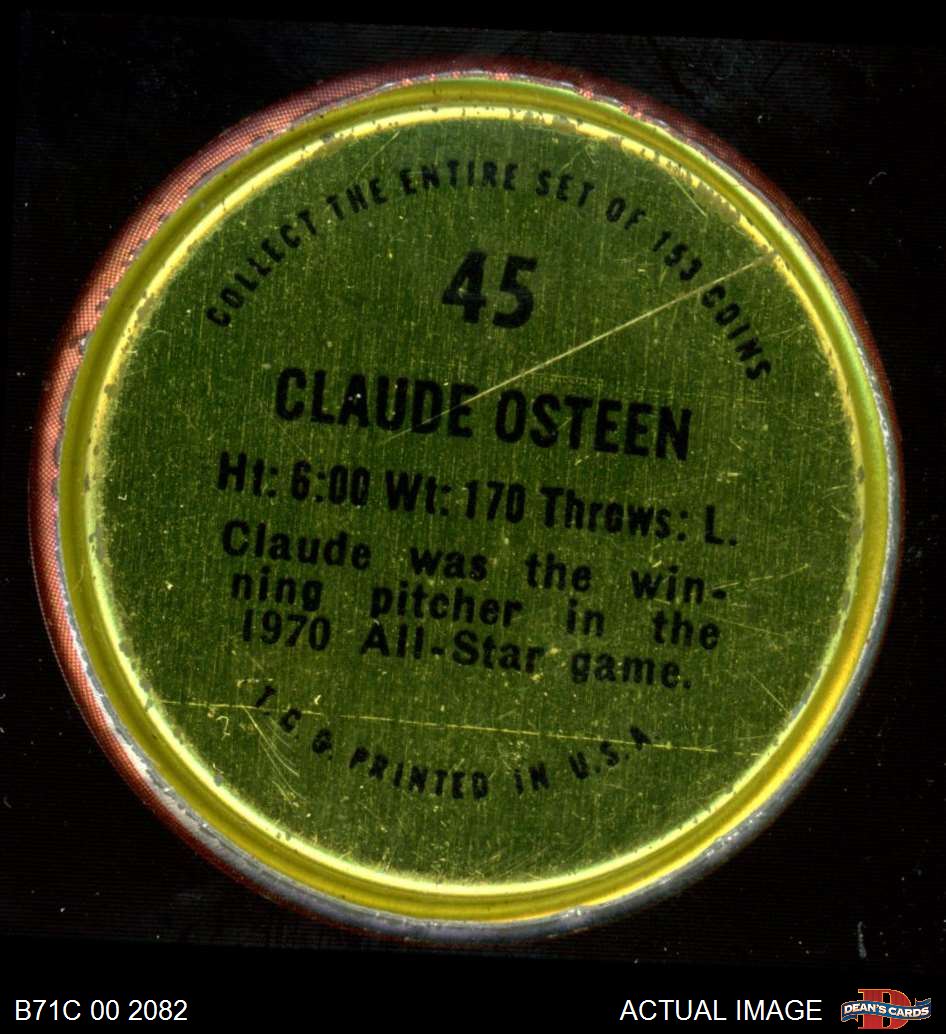 COLLECT THE ENTIRE SET OF 153 COINS
45
CLAUDE OSTEEN
Ht: 6:00 Wt: 170 Throws: L.
Claude was the win-
ning pitcher in the
1970 All-Star game.
T.C.G. PRINTED IN U.S.A.
B71C 00 2082
ACTUAL IMAGE
D
DEAN'S CARDS